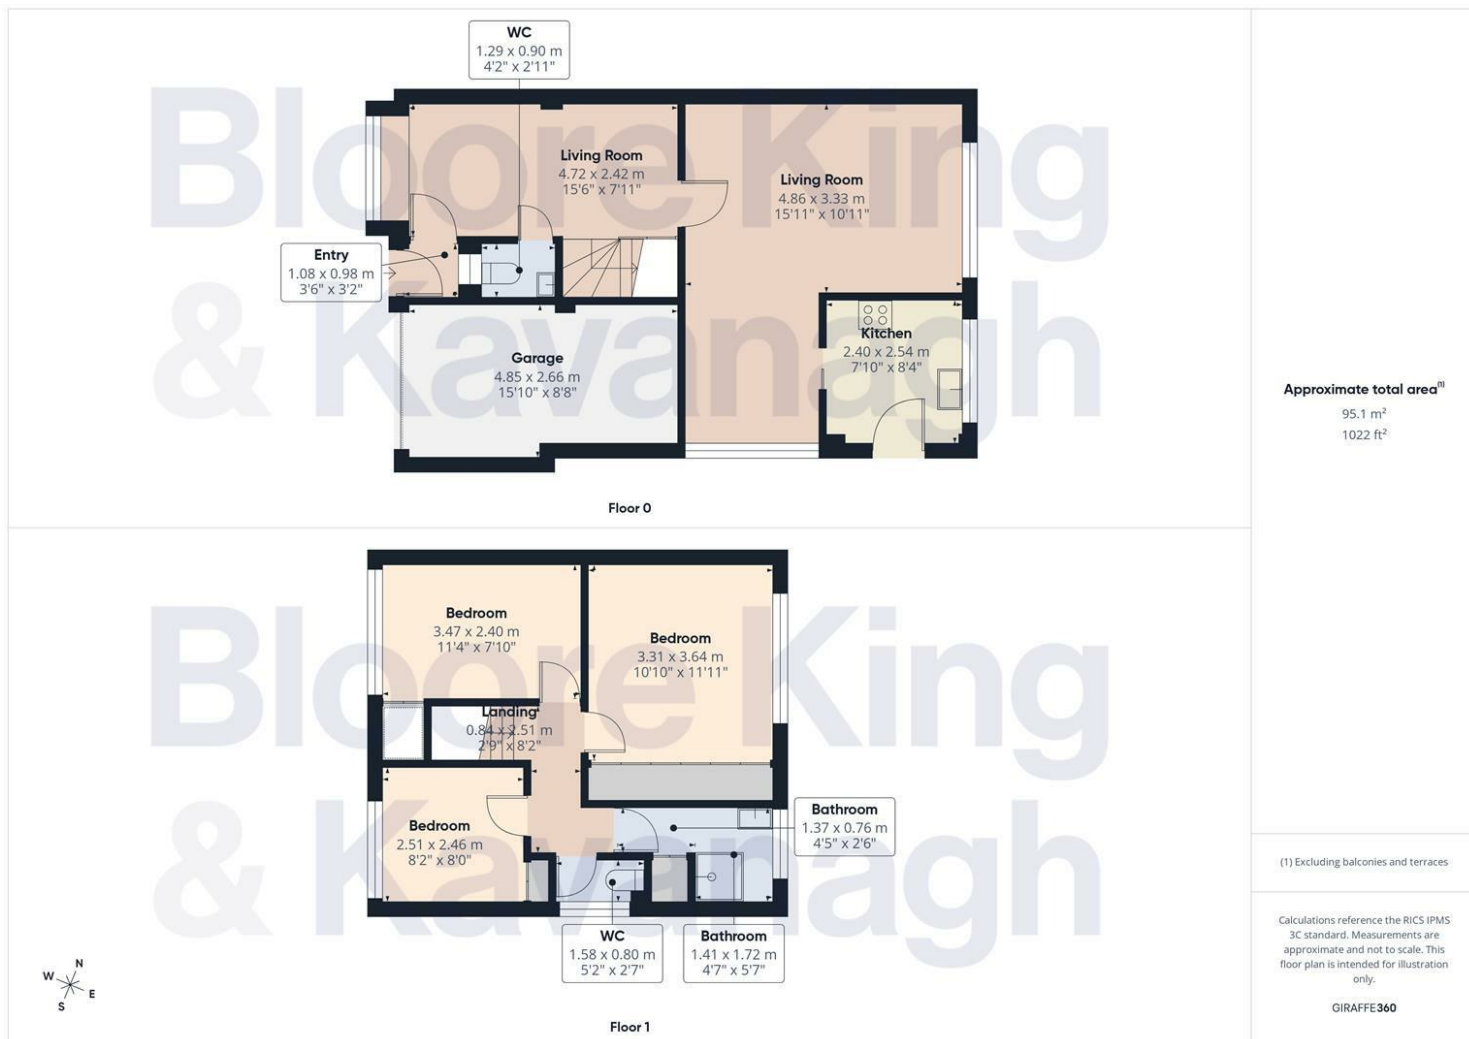 WC
1.29 x 0.90 m
4'2" x 2'11"
Living Room
4.72 x 2.42 m
15'6" x 7'11"
Living Room
4.86 x 3.33 m
15'11" x 10'11"
Entry
1.08 x 0.98 m
3'6" x 3'2"
Garage
4.85 x 2.66 m
15'10" x 8'8"
Kitchen
2.40 x 2.54 m
7'10" x 8'4"
Bloore King
& Kavanagh
Floor 0
Bedroom
3.47 x 2.40 m
11'4" x 7'10"
Bedroom
3.31 x 3.64 m
10'10" x 11'11"
Landing
0.84 x 2.51 m
2'9" x 8'2"
Bedroom
2.51 x 2.46 m
8'2" x 8'0"
Bathroom
1.37 x 0.76 m
4'5" x 2'6"
WC
1.58 x 0.80 m
5'2" x 2'7"
Bathroom
1.41 x 1.72 m
4'7" x 5'7"
Bloore King
& Kavanagh
N
W
E
S
Floor 1
Approximate total area⁽¹⁾
95.1 m²
1022 ft²
(1) Excluding balconies and terraces
Calculations reference the RICS IPMS
3C standard. Measurements are
approximate and not to scale. This
floor plan is intended for illustration
only.
GIRAFFE360